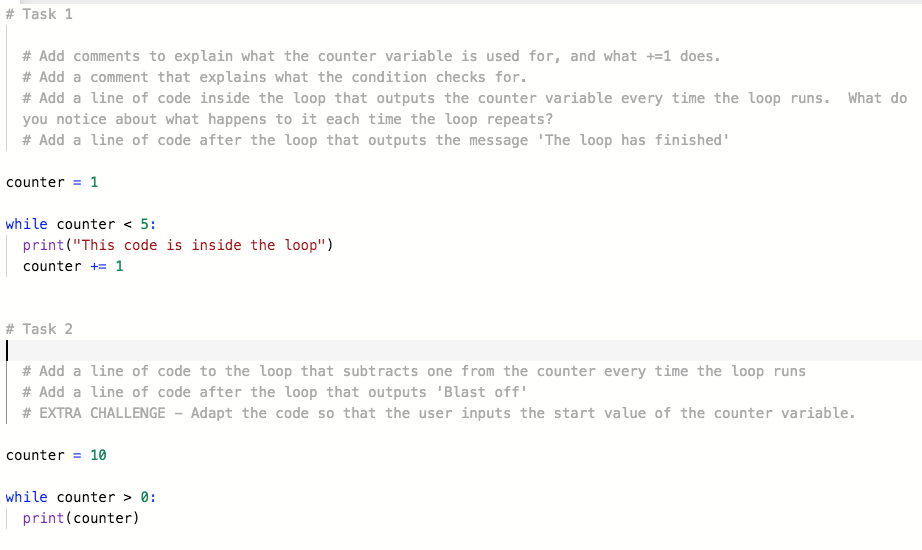 # Task 1
# Add comments to explain what the counter variable is used for, and what +=1 does.
# Add a comment that explains what the condition checks for.
# Add a line of code inside the loop that outputs the counter variable every time the loop runs.  What do
you notice about what happens to it each time the loop repeats?
# Add a line of code after the loop that outputs the message 'The loop has finished'
counter = 1
while counter < 5:
  print("This code is inside the loop")
  counter += 1
# Task 2
# Add a line of code to the loop that subtracts one from the counter every time the loop runs
# Add a line of code after the loop that outputs 'Blast off'
# EXTRA CHALLENGE – Adapt the code so that the user inputs the start value of the counter variable.
counter = 10
while counter > 0:
  print(counter)